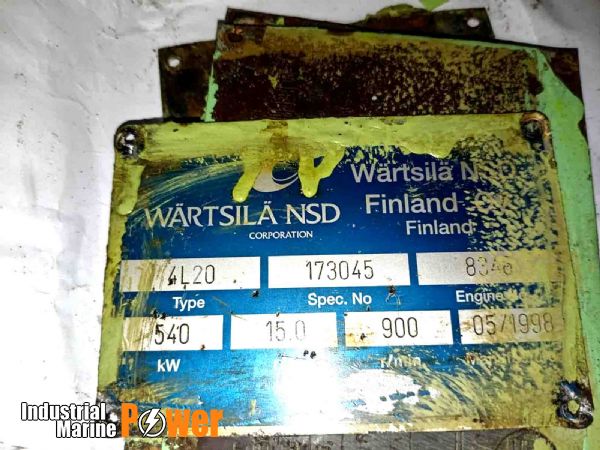 WÄRTSILÄ NSD
CORPORATION
Wärtsilä
Finland
Finland
4L20 173045
Type Spec. No Engine
540 15.0 900 05/1998
kW r/min
Industrial
Marine Power